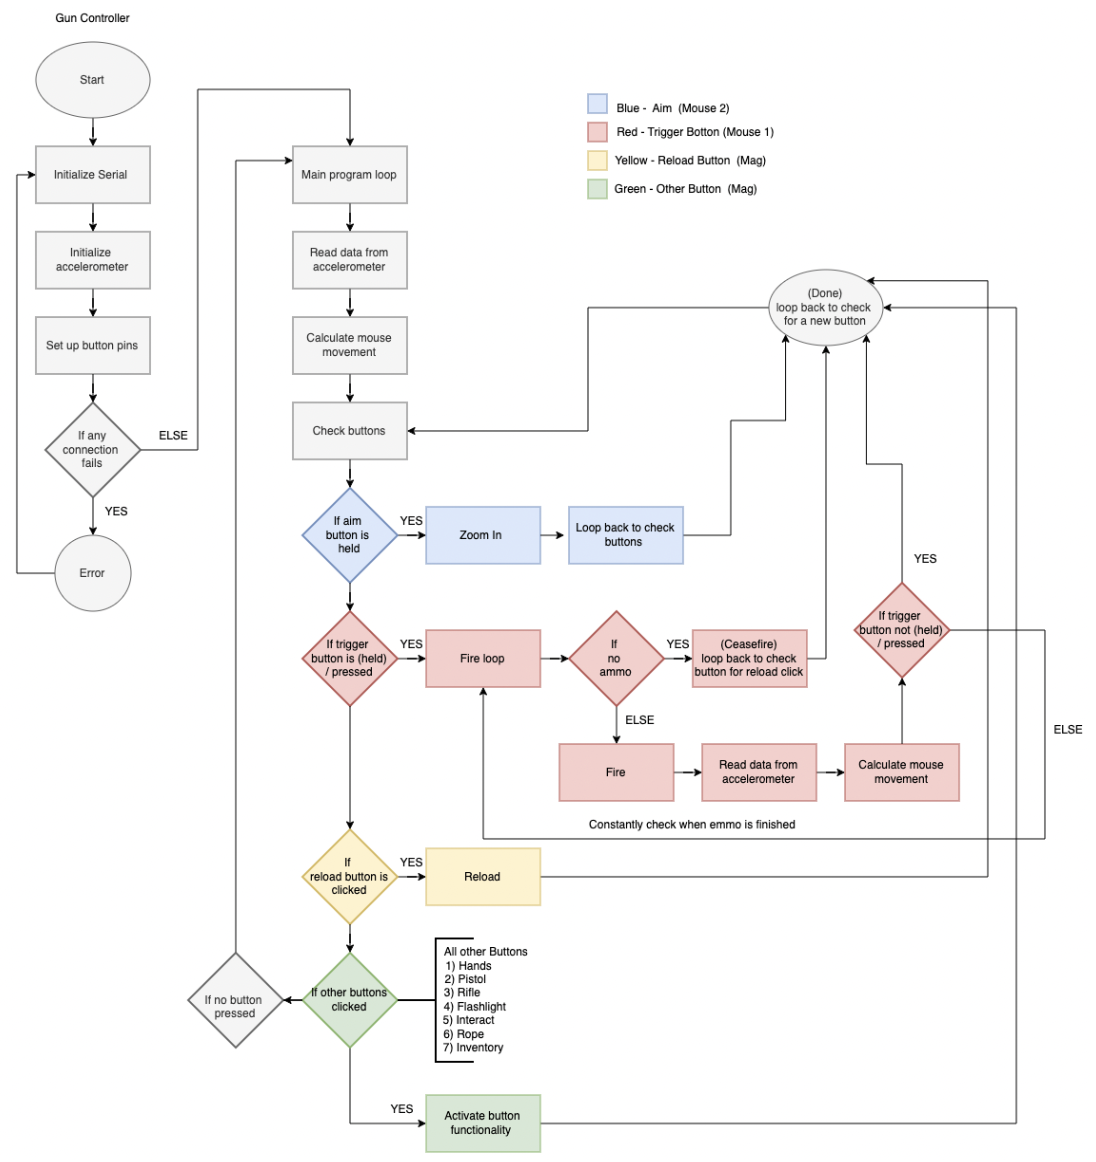 Gun Controller
Start
Initialize Serial
Initialize
accelerometer
Set up button pins
If any
connection
fails
ELSE
YES
Error
Main program loop
Read data from
accelerometer
Calculate mouse
movement
Check buttons
Blue - Aim (Mouse 2)
Red - Trigger Botton (Mouse 1)
Yellow - Reload Button (Mag)
Green - Other Button (Mag)
(Done)
loop back to check
for a new button
If aim
button is
held
YES
Zoom In
Loop back to check
buttons
If trigger
button is (held)
/ pressed
YES
Fire loop
If
no
ammo
YES
(Ceasefire)
loop back to check
button for reload click
ELSE
Fire
Read data from
accelerometer
Calculate mouse
movement
If trigger
button not (held)
/ pressed
YES
ELSE
Constantly check when emmo is finished
If
reload button is
clicked
YES
Reload
If other buttons
clicked
If no button
pressed
All other Buttons
1) Hands
2) Pistol
3) Rifle
4) Flashlight
5) Interact
6) Rope
7) Inventory
YES
Activate button
functionality